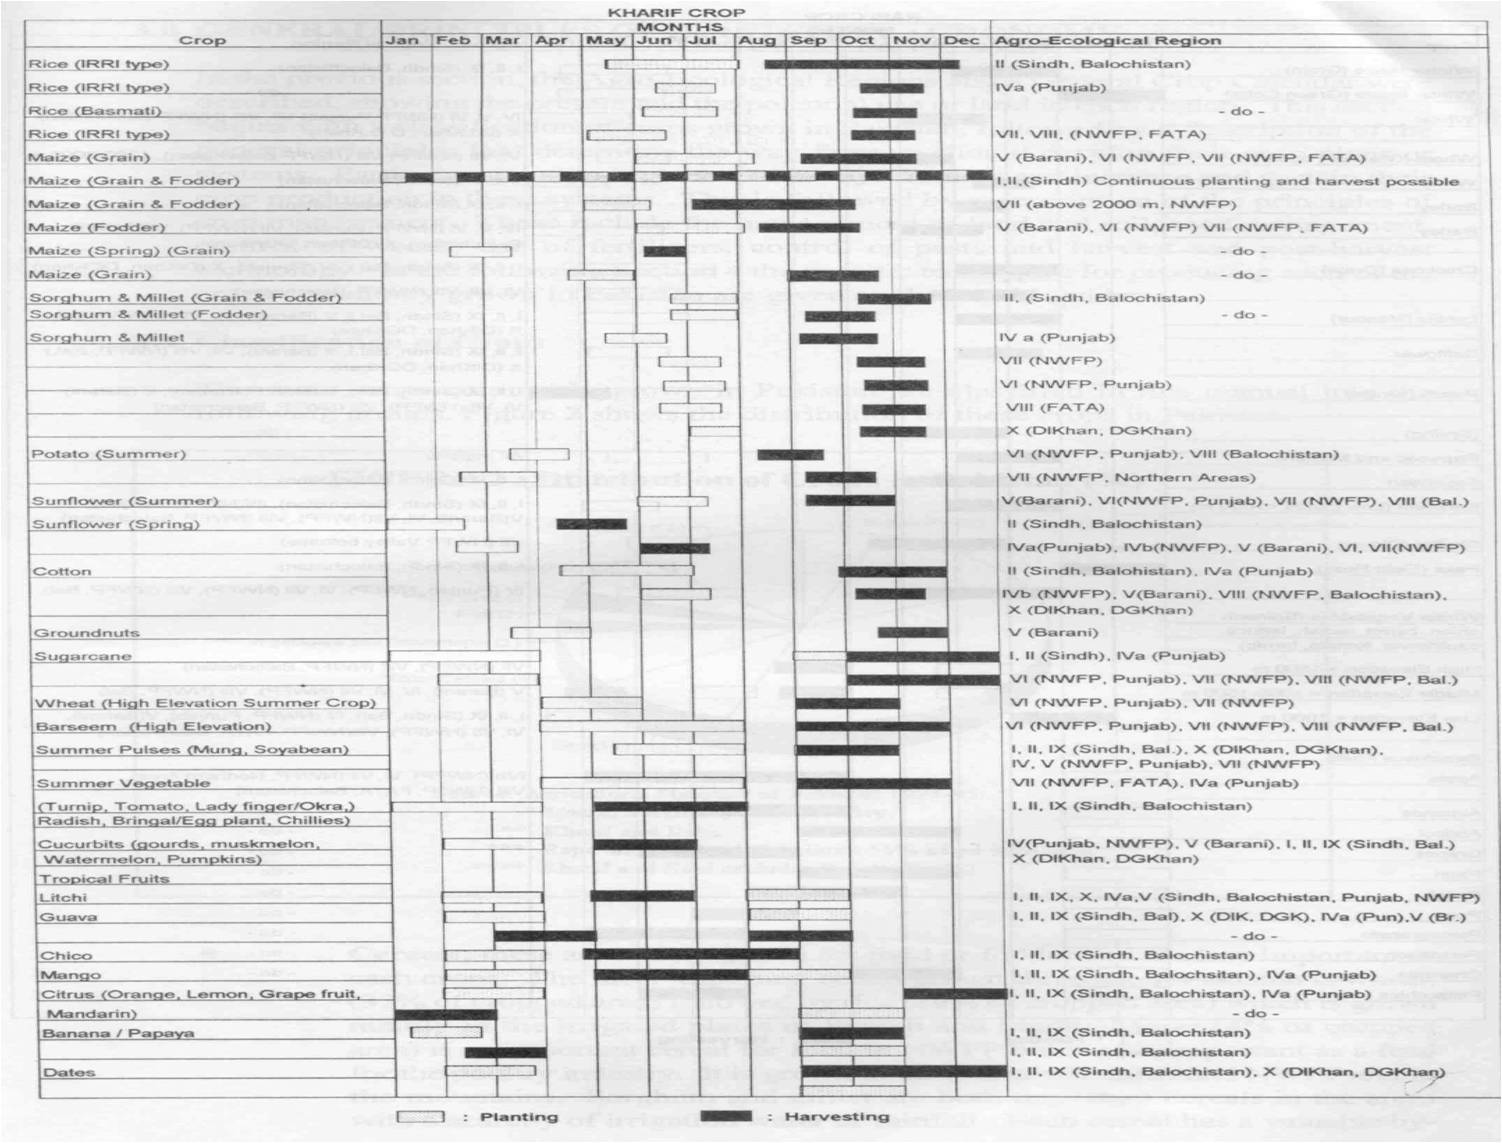 KHARIF CROP
MONTHS
Crop Jan Feb Mar Apr May Jun Jul Aug Sep Oct Nov Dec Agro-Ecological Region
Rice (IRRI type) II (Sindh, Balochistan)
Rice (IRRI type) IVa (Punjab)
Rice (Basmati) - do -
Rice (IRRI type) VII, VIII, (NWFP, FATA)
Maize (Grain) V (Barani), VI (NWFP, VII (NWFP, FATA)
Maize (Grain & Fodder) I,II,(Sindh) Continuous planting and harvest possible
Maize (Grain & Fodder) VII (above 2000 m, NWFP)
Maize (Fodder) V (Barani), VI (NWFP) VII (NWFP, FATA)
Maize (Spring) (Grain) - do -
Maize (Grain) - do -
Sorghum & Millet (Grain & Fodder) II, (Sindh, Balochistan)
Sorghum & Millet (Fodder) - do -
Sorghum & Millet IV a (Punjab)
VII (NWFP)
VI (NWFP, Punjab)
VIII (FATA)
X (DIKhan, DGKhan)
Potato (Summer) VI (NWFP, Punjab), VIII (Balochistan)
VII (NWFP, Northern Areas)
Sunflower (Summer) V(Barani), VI(NWFP, Punjab), VII (NWFP), VIII (Bal.)
Sunflower (Spring) II (Sindh, Balochistan)
IVa(Punjab), IVb(NWFP), V (Barani), VI, VII(NWFP)
Cotton II (Sindh, Balohistan), IVa (Punjab)
IVb (NWFP), V(Barani), VIII (NWFP, Balochistan),
X (DIKhan, DGKhan)
Groundnuts V (Barani)
Sugarcane I, II (Sindh), IVa (Punjab)
VI (NWFP, Punjab), VII (NWFP), VIII (NWFP, Bal.)
Wheat (High Elevation Summer Crop) VI (NWFP, Punjab), VII (NWFP)
Barseem (High Elevation) VI (NWFP, Punjab), VII (NWFP), VIII (NWFP, Bal.)
Summer Pulses (Mung, Soyabean) I, II, IX (Sindh, Bal.), X (DIKhan, DGKhan),
IV, V (NWFP, Punjab), VII (NWFP)
Summer Vegetable VII (NWFP, FATA), IVa (Punjab)
(Turnip, Tomato, Lady finger/Okra,) I, II, IX (Sindh, Balochistan)
Radish, Bringal/Egg plant, Chillies)
Cucurbits (gourds, muskmelon, IV(Punjab, NWFP), V (Barani), I, II, IX (Sindh, Bal.)
Watermelon, Pumpkins) X (DIKhan, DGKhan)
Tropical Fruits
Litchi I, II, IX, X, IVa,V (Sindh, Balochistan, Punjab, NWFP)
Guava I, II, IX (Sindh, Bal), X (DIK, DGK), IVa (Pun),V (Br.)
- do -
Chico I, II, IX (Sindh, Balochistan)
Mango I, II, IX (Sindh, Balochsitan), IVa (Punjab)
Citrus (Orange, Lemon, Grape fruit, I, II, IX (Sindh, Balochistan), IVa (Punjab)
Mandarin) - do -
Banana / Papaya I, II, IX (Sindh, Balochistan)
I, II, IX (Sindh, Balochistan)
Dates I, II, IX (Sindh, Balochistan), X (DIKhan, DGKhan)
: Planting : Harvesting